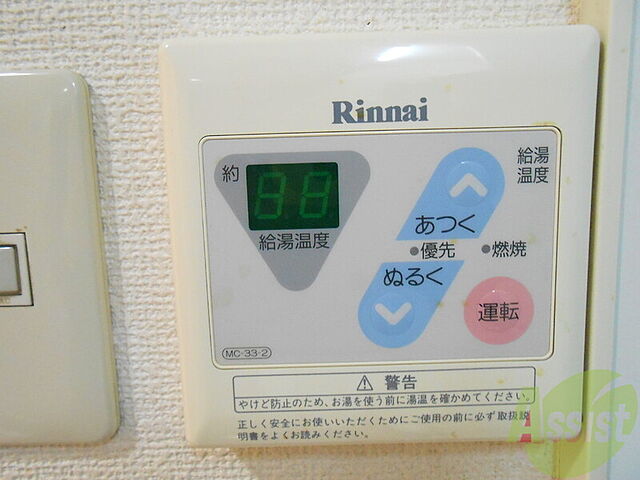 Rinnai
約
88
給湯温度
給湯
温度
あつく
優先
燃焼
ぬるく
運転
MC-33-2
⚠ 警告
やけど防止のため、お湯を使う前に湯温を確かめてください。
正しく安全にお使いいただくためにご使用の前に必ず取扱説
明書をよくお読みください。
Assist